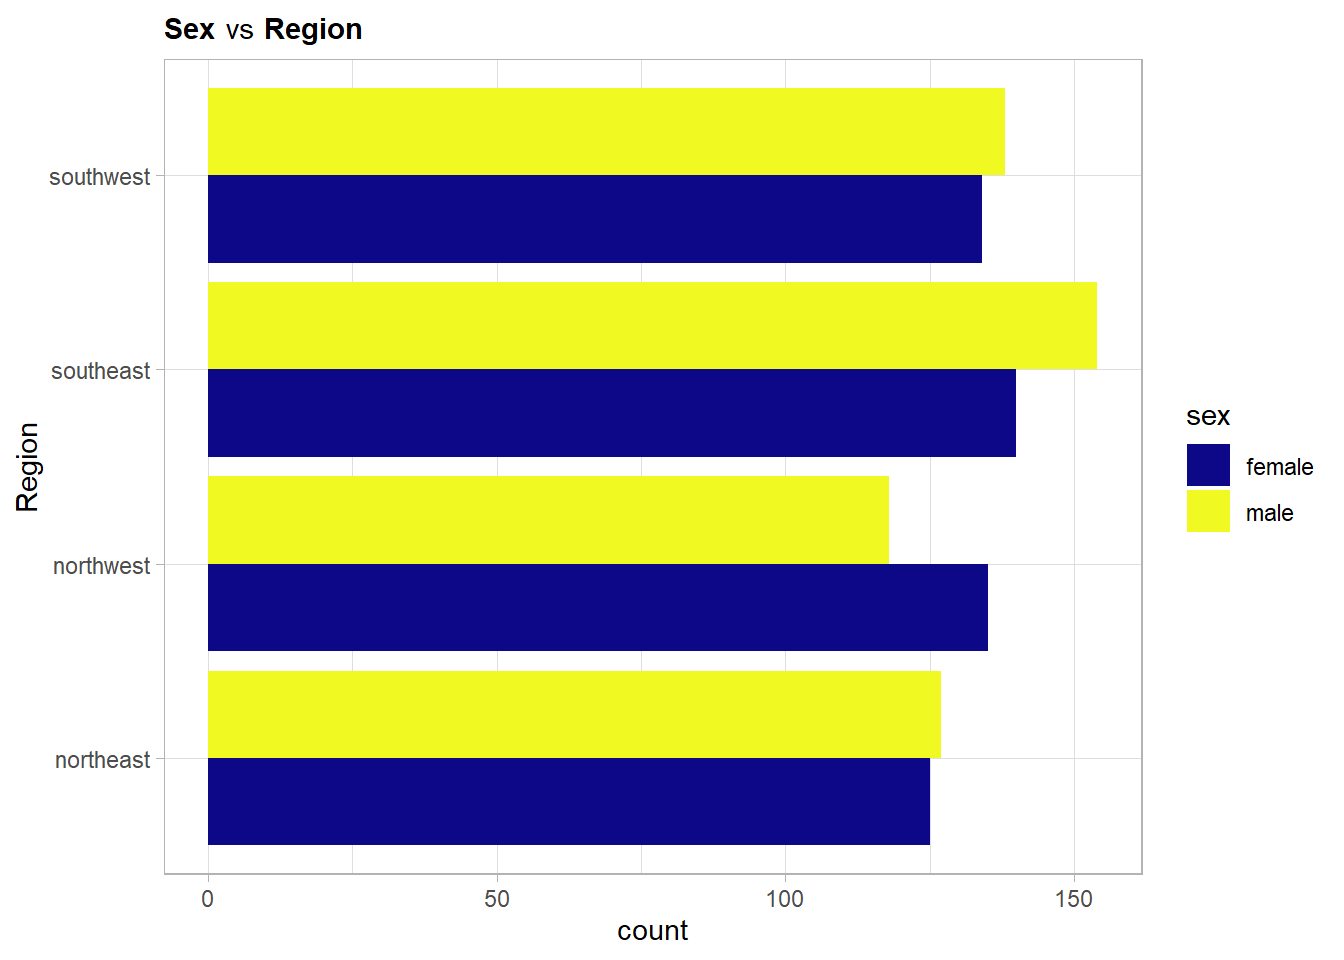 Sex vs Region
southwest
southeast
northwest
northeast
Region
0 50 100 150
count
sex
female
male